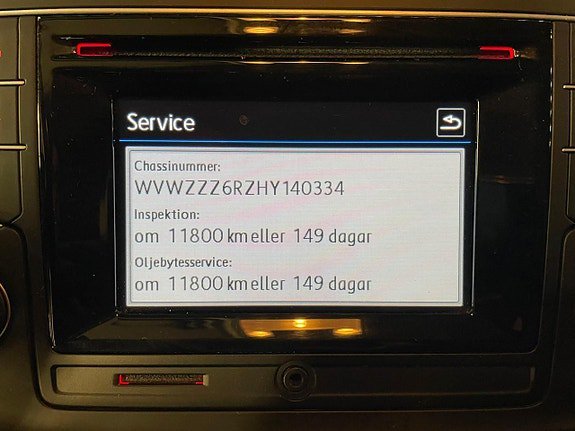 Service
Chassinummer:
WVWZZZ6RZHY140334
Inspektion:
om 11800 km eller 149 dagar
Oljebytesservice:
om 11800 km eller 149 dagar